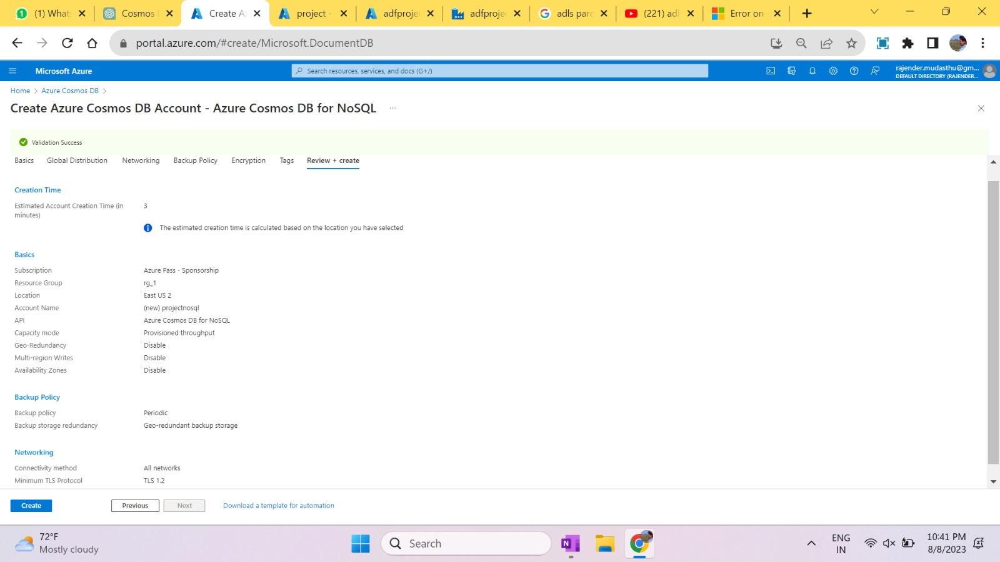 (1) Whats
Cosmos
Create Az
project -
adfproje
adfproje
adls parq
(221) adl
Error on
portal.azure.com/#create/Microsoft.DocumentDB
Microsoft Azure
Search resources, services, and docs (G+/)
rajender.mudasthu@gm...
DEFAULT DIRECTORY (RAJENDER...
Home > Azure Cosmos DB >
Create Azure Cosmos DB Account - Azure Cosmos DB for NoSQL ...
Validation Success
Basics Global Distribution Networking Backup Policy Encryption Tags Review + create
Creation Time
Estimated Account Creation Time (in minutes) 3
The estimated creation time is calculated based on the location you have selected
Basics
Subscription Azure Pass - Sponsorship
Resource Group rg_1
Location East US 2
Account Name (new) projectnosql
API Azure Cosmos DB for NoSQL
Capacity mode Provisioned throughput
Geo-Redundancy Disable
Multi-region Writes Disable
Availability Zones Disable
Backup Policy
Backup policy Periodic
Backup storage redundancy Geo-redundant backup storage
Networking
Connectivity method All networks
Minimum TLS Protocol TLS 1.2
Create Previous Next Download a template for automation
72°F
Mostly cloudy
Search
ENG
IN
10:41 PM
8/8/2023